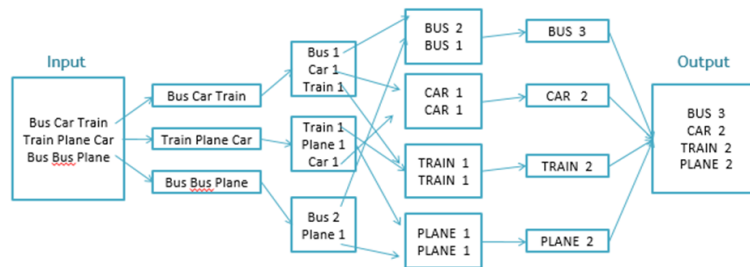 Input
Bus Car Train
Train Plane Car
Bus Bus Plane
Bus Car Train
Train Plane Car
Bus Bus Plane
Bus 1
Car 1
Train 1
Train 1
Plane 1
Car 1
Bus 2
Plane 1
BUS 2
BUS 1
CAR 1
CAR 1
TRAIN 1
TRAIN 1
PLANE 1
PLANE 1
BUS 3
CAR 2
TRAIN 2
PLANE 2
Output
BUS 3
CAR 2
TRAIN 2
PLANE 2